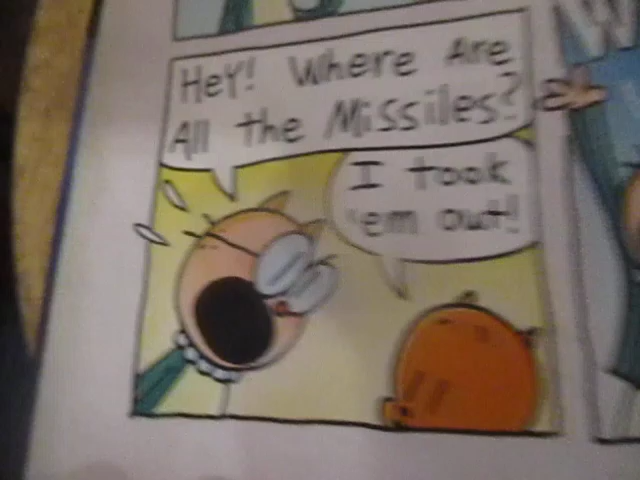 Hey! Where Are
All the Missiles?
I took
'em out!
W